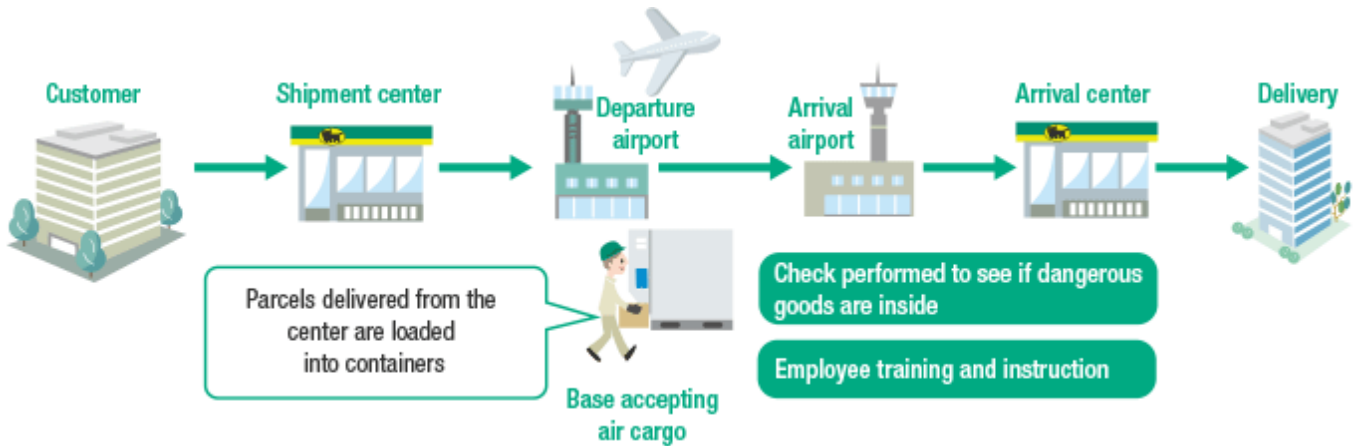 Customer
Shipment center
Departure
airport
Arrival
airport
Arrival center
Delivery
Parcels delivered from the
center are loaded
into containers
Base accepting
air cargo
Check performed to see if dangerous
goods are inside
Employee training and instruction